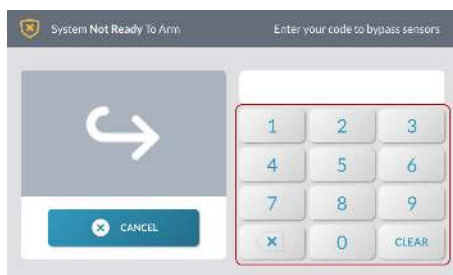 System Not Ready To Arm
Enter your code to bypass sensors
1 2 3
4 5 6
7 8 9
0 CLEAR
CANCEL